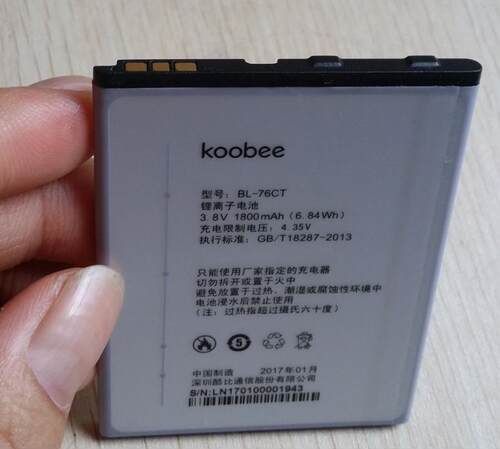 koobee
型号: BL-76CT
锂离子电池
3.8V 1800mAh (6.84Wh)
充电限制电压: 4.35V
执行标准: GB/T18287-2013
只能使用厂家指定的充电器
切勿拆开或置于火中
避免放置于过热、潮湿或腐蚀性环境中
电池浸水后禁止使用
(注: 过热指超过摄氏六十度)
5
中国制造 2017年01月
深圳酷比通信股份有限公司
S/N:LN170100001943